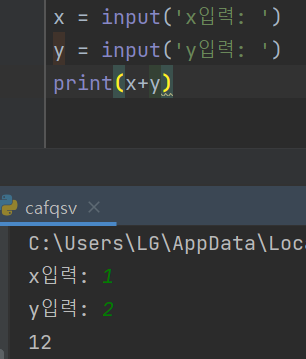 x = input('x입력: ')
y = input('y입력: ')
print(x+y)
cafqsv ×
C:\Users\LG\AppData\Loca
x입력: 1
y입력: 2
12